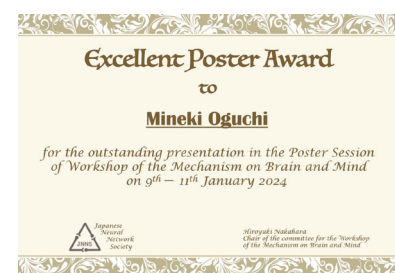 Excellent Poster Award
to
Mineki Oguchi
for the outstanding presentation in the Poster Session
of Workshop of the Mechanism on Brain and Mind
on 9th – 11th January 2024
Japanese
Neural
Network
Society
JNNS
Hiroyuki Nakahara
Chair of the committee for the Workshop
of the Mechanism on Brain and Mind